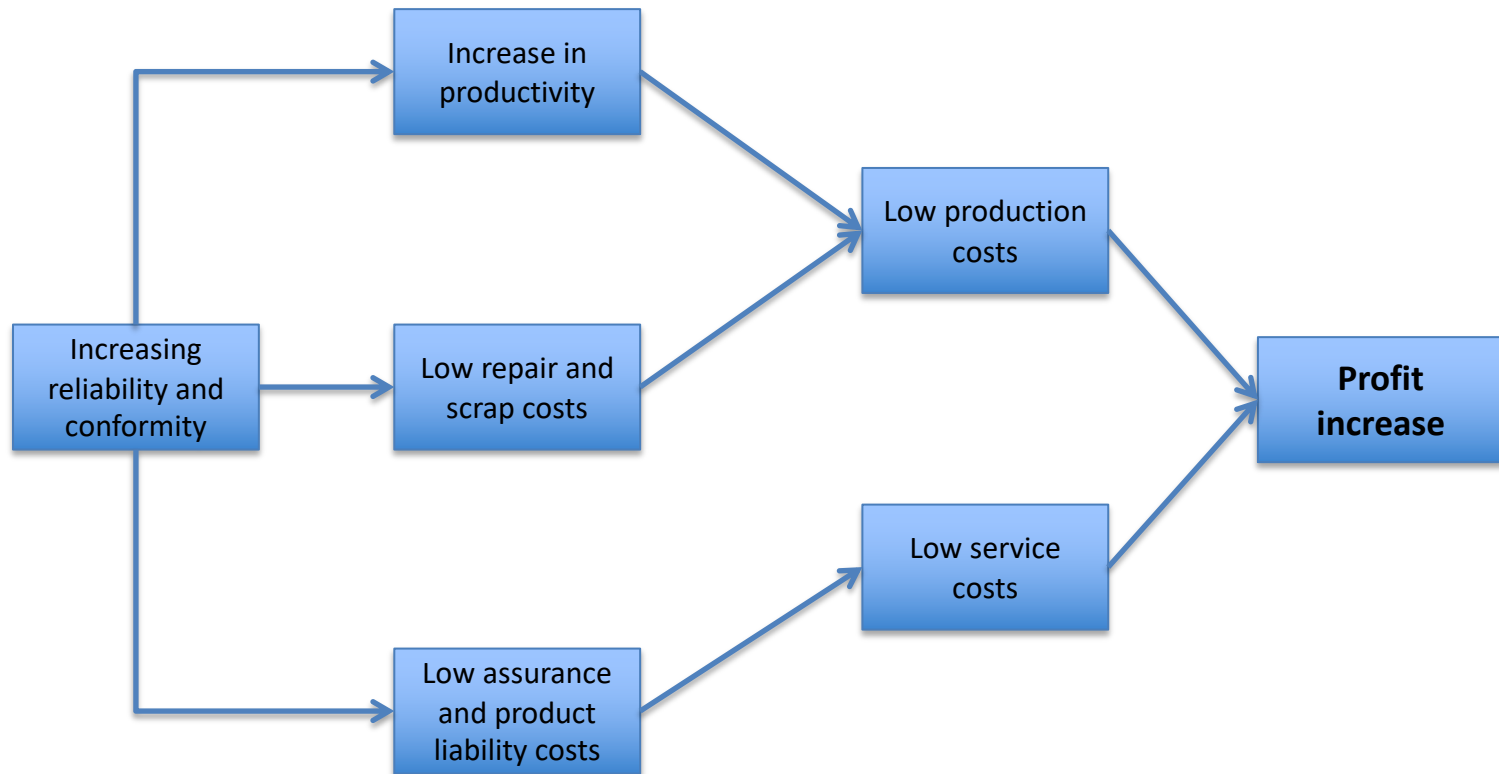 Increase in
productivity
Low production
costs
Increasing
reliability and
conformity
Low repair and
scrap costs
Profit
increase
Low service
costs
Low assurance
and product
liability costs